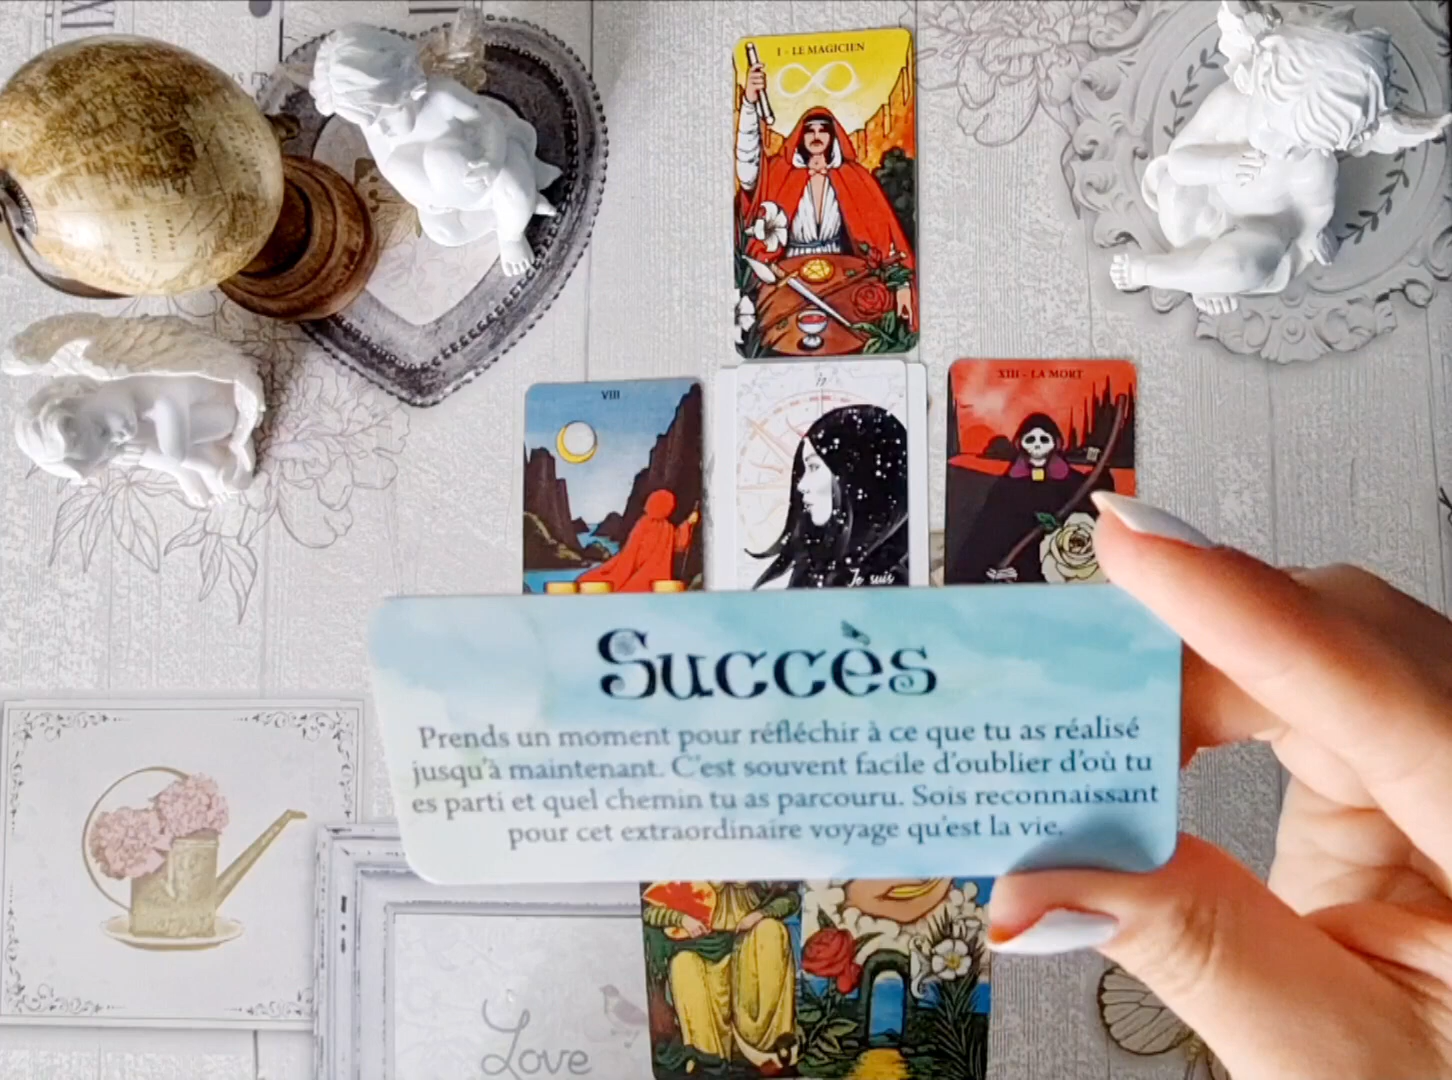 I - LE MAGICIEN
VIII
XIII - LA MORT
Je suis
Succès
Prends un moment pour réfléchir à ce que tu as réalisé
jusqu'à maintenant. C'est souvent facile d'oublier d'où tu
es parti et quel chemin tu as parcouru. Sois reconnaissant
pour cet extraordinaire voyage qu'est la vie.
Love